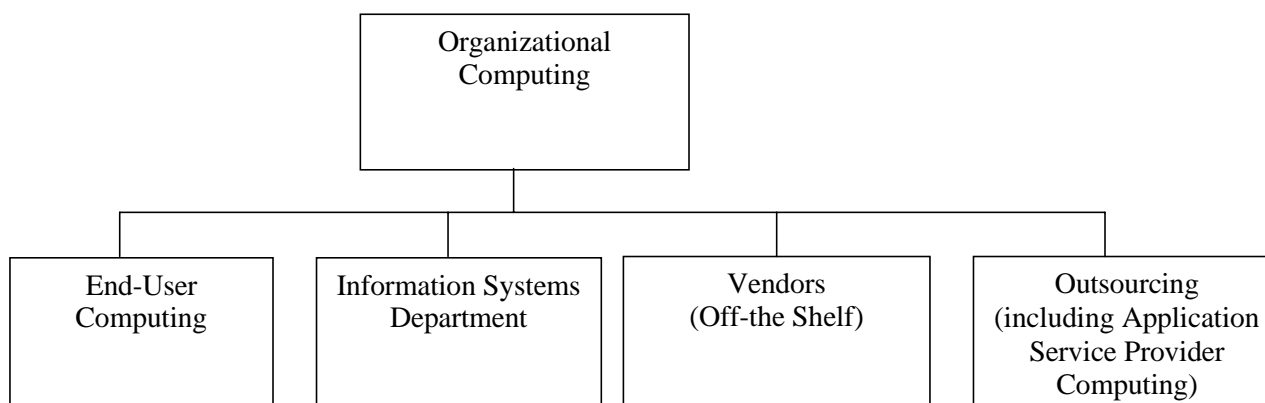 Organizational
Computing
End-User
Computing
Information Systems
Department
Vendors
(Off-the Shelf)
Outsourcing
(including Application
Service Provider
Computing)